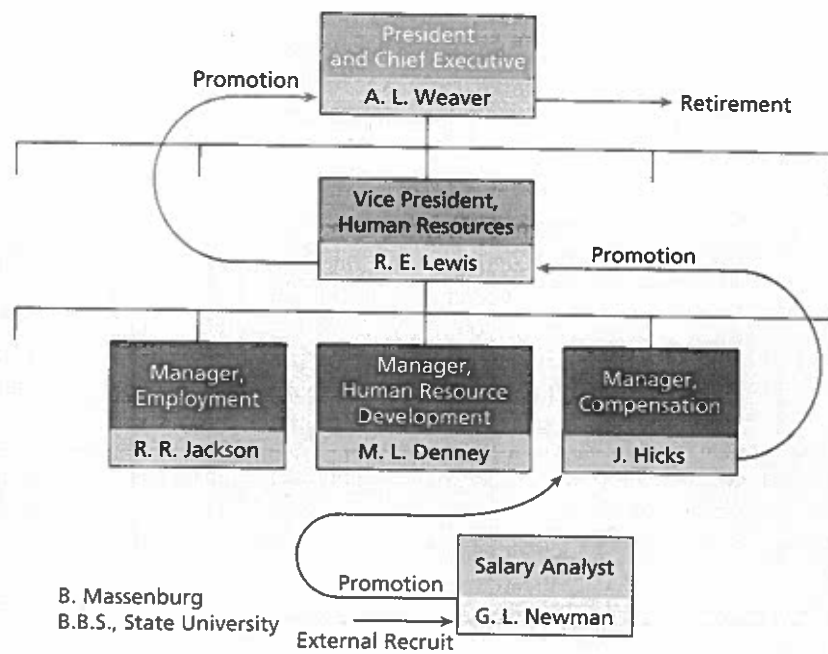 President
and Chief Executive
Promotion
A. L. Weaver
Retirement
Vice President,
Human Resources
R. E. Lewis
Promotion
Manager,
Employment
R. R. Jackson
Manager,
Human Resource
Development
M. L. Denney
Manager,
Compensation
J. Hicks
Salary Analyst
Promotion
G. L. Newman
B. Massenburg
B.B.S., State University
External Recruit